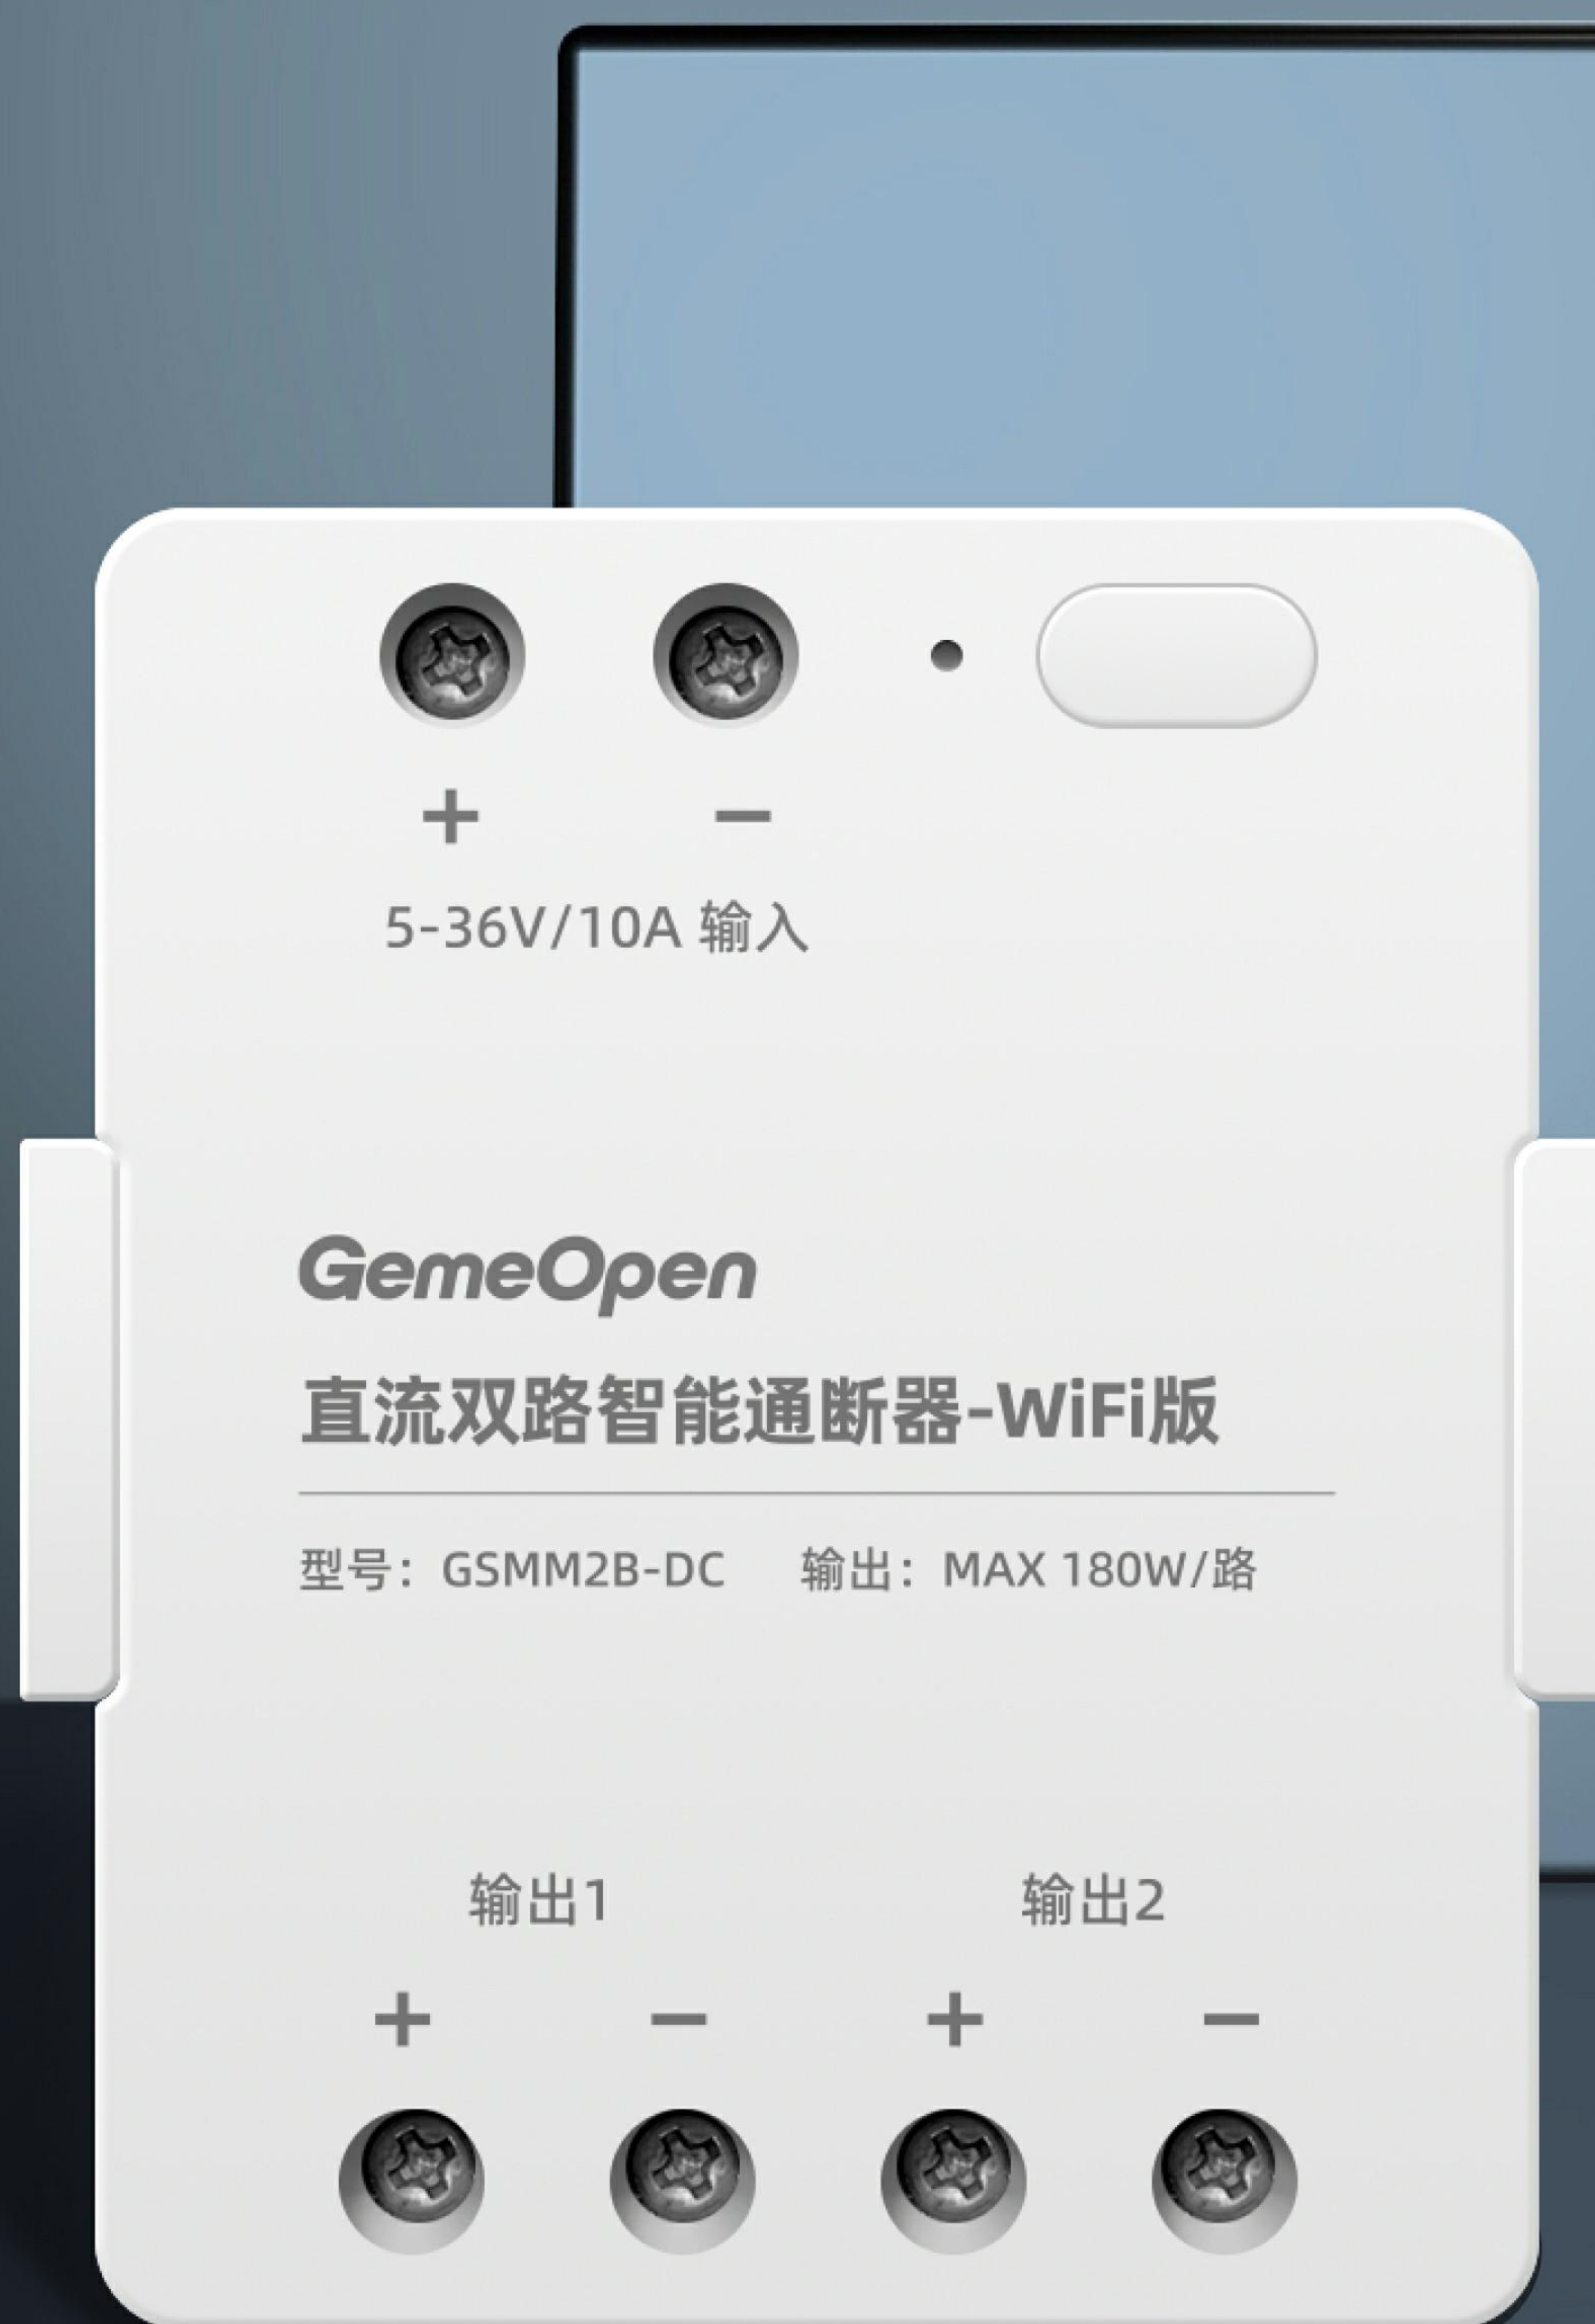 + −
5-36V/10A 输入
GemeOpen
直流双路智能通断器-WiFi版
型号：GSMM2B-DC 输出：MAX 180W/路
输出1 输出2
+ − + −